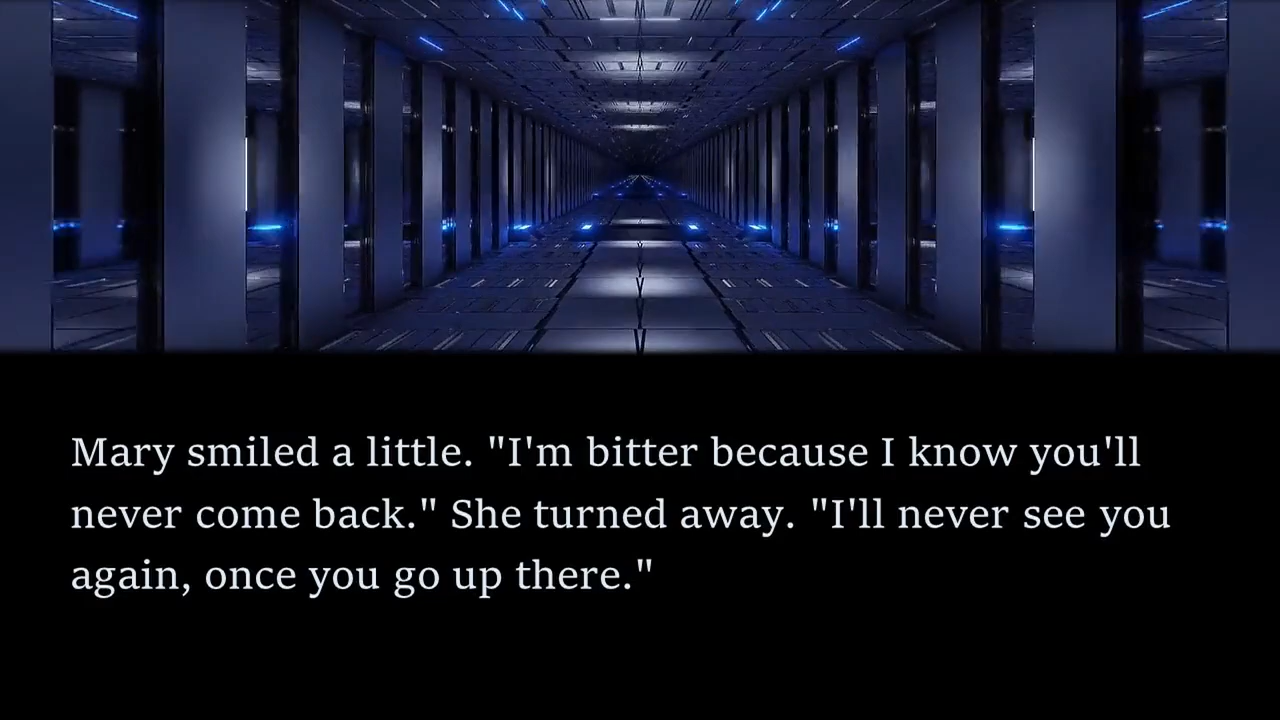 Mary smiled a little. "I'm bitter because I know you'll
never come back." She turned away. "I'll never see you
again, once you go up there."